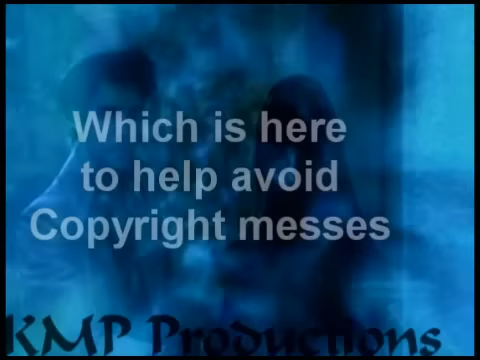 Which is here
to help avoid
Copyright messes
KMP Productions